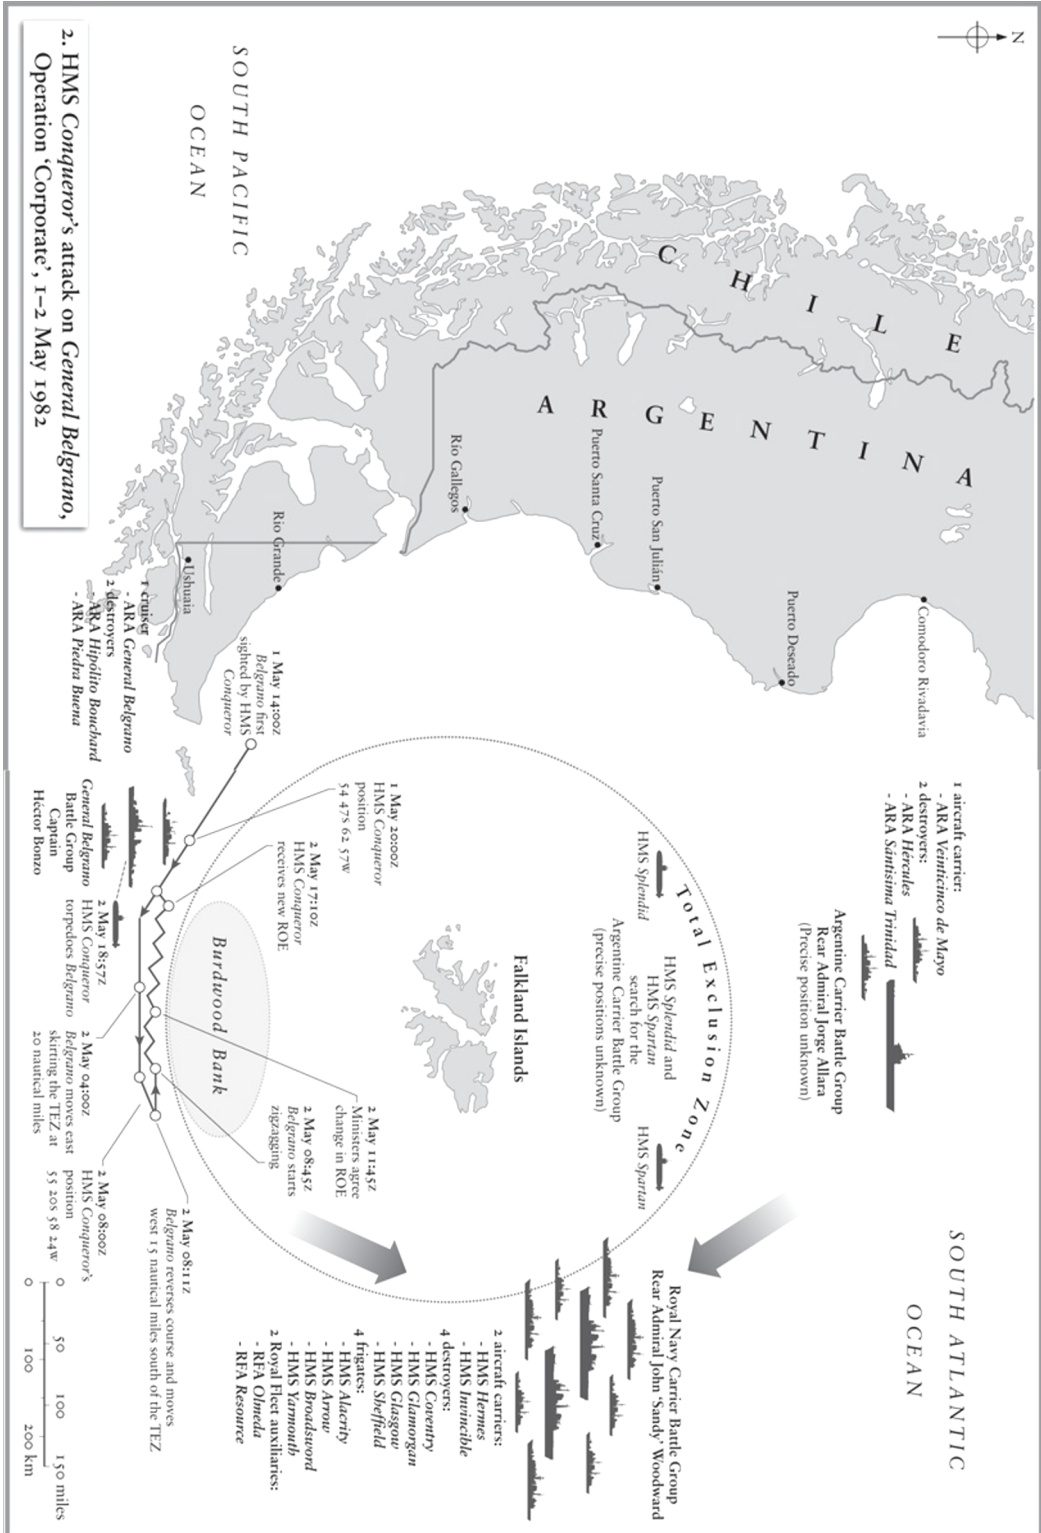 N
SOUTH PACIFIC
OCEAN
CHILE
ARGENTINA
Comodoro Rivadavia
Puerto Deseado
Puerto San Julián
Puerto Santa Cruz
Río Gallegos
Rio Grande
Ushuaia
1 aircraft carrier:
- ARA Veinticinco de Mayo
2 destroyers:
- ARA Hércules
- ARA Sántisima Trinidad
Argentine Carrier Battle Group
Rear Admiral Jorge Allara
(Precise position unknown)
SOUTH ATLANTIC
OCEAN
Total Exclusion Zone
HMS Splendid
HMS Splendid and
HMS Spartan
search for the
Argentine Carrier Battle Group
(precise positions unknown)
HMS Spartan
Falkland Islands
Royal Navy Carrier Battle Group
Rear Admiral John ‘Sandy’ Woodward
2 aircraft carriers:
- HMS Hermes
- HMS Invincible
4 destroyers:
- HMS Coventry
- HMS Glamorgan
- HMS Glasgow
- HMS Sheffield
4 frigates:
- HMS Alacrity
- HMS Arrow
- HMS Broadsword
- HMS Yarmouth
2 Royal Fleet auxiliaries:
- RFA Olmeda
- RFA Resource
1 May 14:00Z
Belgrano first
sighted by HMS
Conqueror
1 May 20:00Z
HMS Conqueror
position
54 47S 62 57W
2 May 17:10Z
HMS Conqueror
receives new ROE
Burdwood Bank
2 May 11:45Z
Ministers agree
change in ROE
2 May 08:45Z
Belgrano starts
zigzagging
2 May 08:11Z
Belgrano reverses course and moves
west 15 nautical miles south of the TEZ
1 cruiser
- ARA General Belgrano
2 destroyers
- ARA Hipólito Bouchard
- ARA Piedra Buena
General Belgrano
Battle Group
Captain
Héctor Bonzo
2 May 18:57Z
HMS Conqueror
torpedoes Belgrano
2 May 04:00Z
Belgrano moves east
skirting the TEZ at
20 nautical miles
2 May 08:00Z
HMS Conqueror's
position
55 20S 58 24W
0 50 100 150 miles
0 100 200 km
2. HMS Conqueror's attack on General Belgrano,
Operation ‘Corporate’, 1–2 May 1982